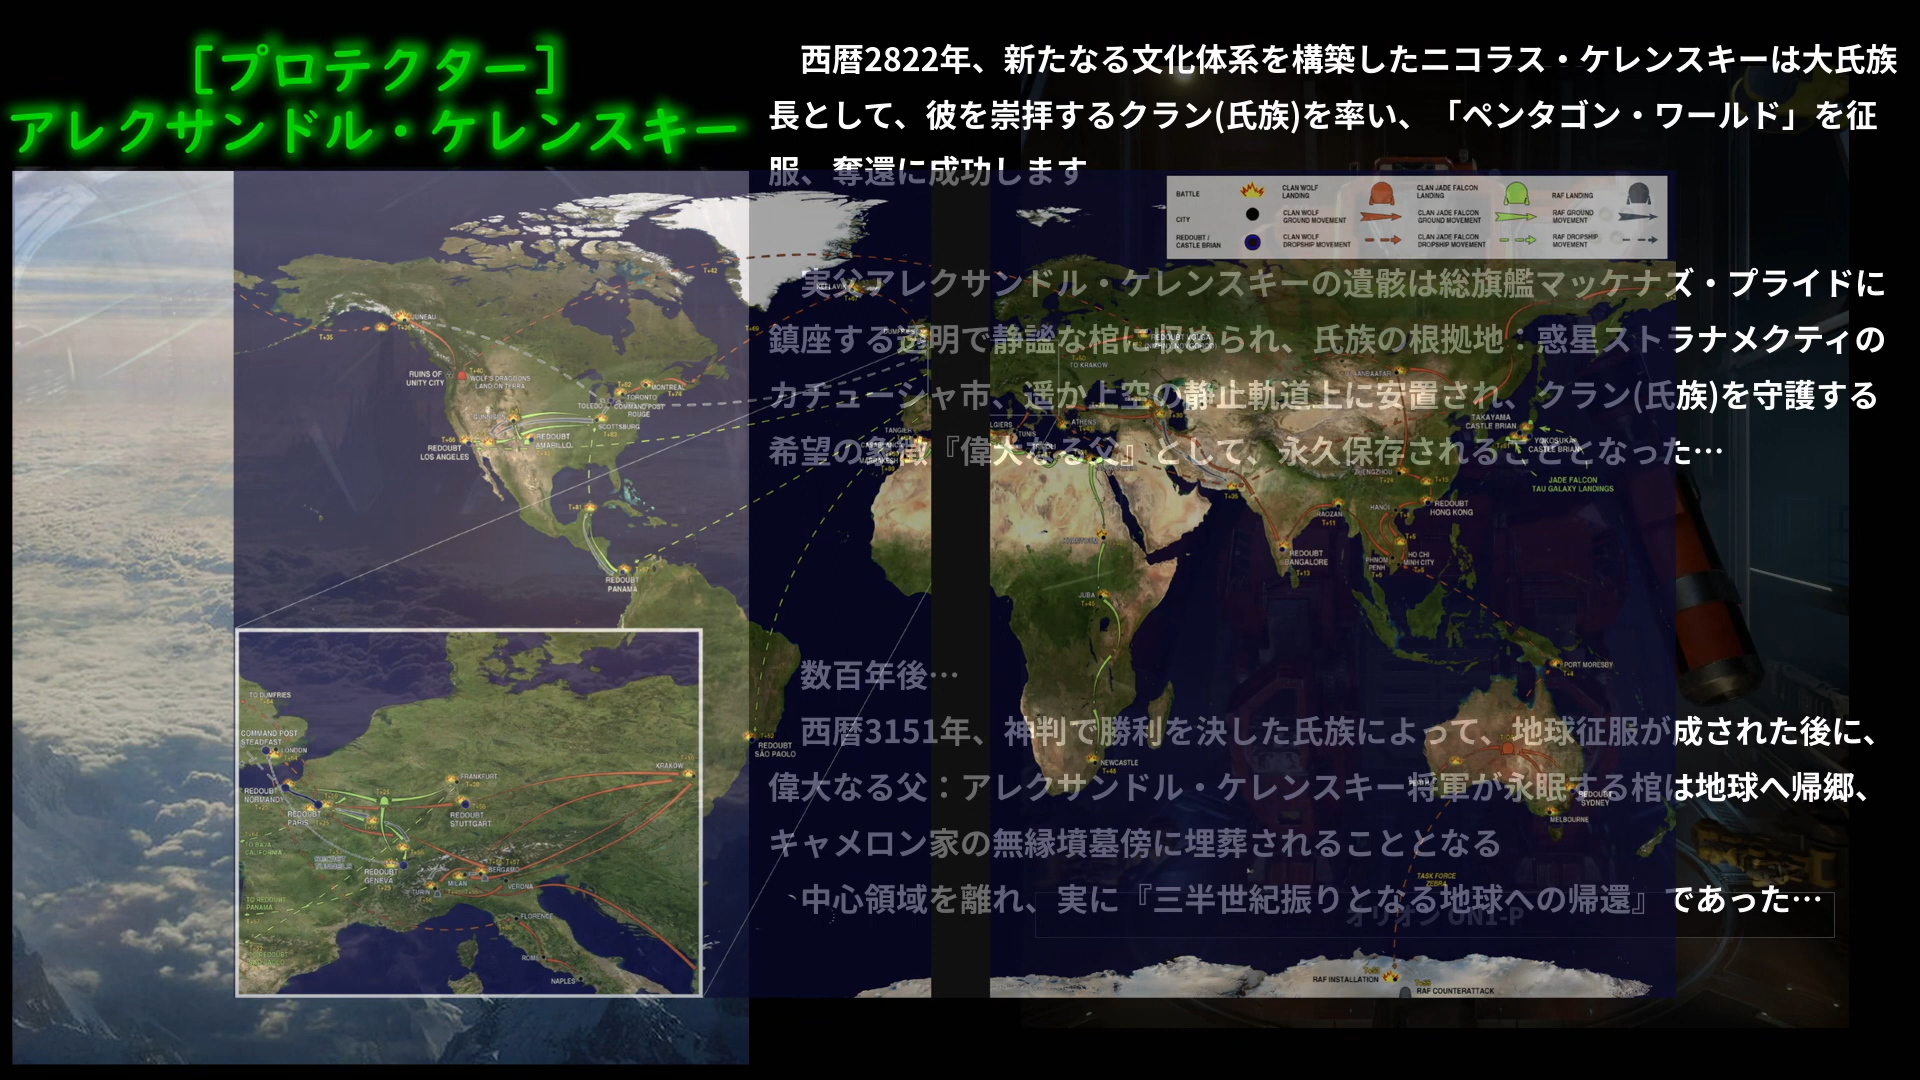 ［プロテクター］
アレクサンドル・ケレンスキー
西暦2822年、新たなる文化体系を構築したニコラス・ケレンスキーは大氏族
長として、彼を崇拝するクラン(氏族)を率い、「ペンタゴン・ワールド」を征
服、奪還に成功します
実父アレクサンドル・ケレンスキーの遺骸は総旗艦マッケナズ・プライドに
鎮座する透明で静謐な棺に収められ、氏族の根拠地：惑星ストラナメクティの
カチューシャ市、遥か上空の静止軌道上に安置され、クラン(氏族)を守護する
希望の象徴『偉大なる父』として、永久保存されることとなった…
数百年後…
西暦3151年、神判で勝利を決した氏族によって、地球征服が成された後に、
偉大なる父：アレクサンドル・ケレンスキー将軍が永眠する棺は地球へ帰郷、
キャメロン家の無縁墳墓傍に埋葬されることとなる
中心領域を離れ、実に『三半世紀振りとなる地球への帰還』であった…
オリオン ON1-P
BATTLE
CITY
REDOUBT /
CASTLE BRIAN
CLAN WOLF
LANDING
CLAN WOLF
GROUND MOVEMENT
CLAN WOLF
DROPSHIP MOVEMENT
CLAN JADE FALCON
LANDING
CLAN JADE FALCON
GROUND MOVEMENT
CLAN JADE FALCON
DROPSHIP MOVEMENT
RAF LANDING
RAF GROUND
MOVEMENT
RAF DROPSHIP
MOVEMENT
T+42
JUNEAU
T+35
RUINS OF
UNITY CITY
WOLF'S DRAGOONS
LAND ON TERRA
MONTREAL
TORONTO
TOLEDO
COMMAND POST
ROUGE
SCOTTSBURG
REDOUBT
AMARILLO
REDOUBT
LOS ANGELES
REDOUBT
PANAMA
REDOUBT
SÃO PAOLO
TO DUMFRIES
COMMAND POST
STEADFAST
LONDON
REDOUBT
NORMANDY
REDOUBT
PARIS
FRANKFURT
REDOUBT
STUTTGART
KRAKÓW
TO BAJA
CALIFORNIA
REDOUBT
GENEVA
TURIN
MILAN
BERGAMO
VERONA
TO REDOUBT
PANAMA
FLORENCE
ROME
NAPLES
TANGIER
TUNIS
ATHENS
TO KRAKOW
TAKAYAMA
CASTLE BRIAN
YOKOSUKA
CASTLE BRIAN
JADE FALCON
TAU GALAXY LANDINGS
REDOUBT
HONG KONG
HANOI
REDOUBT
BANGALORE
T+13
T+11
PHNOM
PENH
HO CHI
MINH CITY
JUBA
NEWCASTLE
PORT MORESBY
REDOUBT
SYDNEY
MELBOURNE
TASK FORCE
ZEBRA
RAF INSTALLATION
RAF COUNTERATTACK